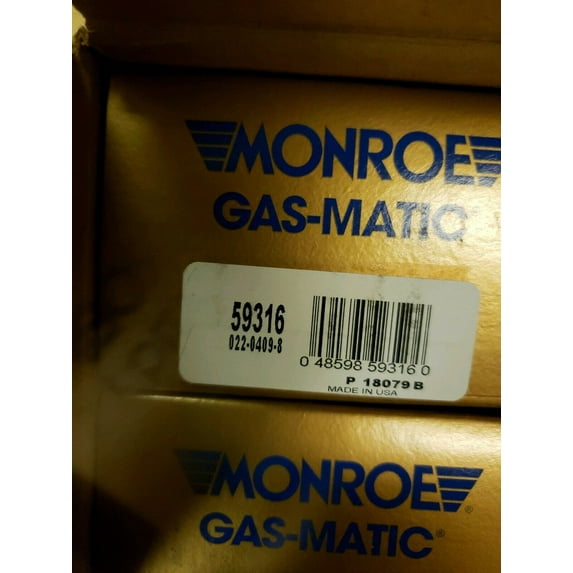 MONROE
GAS-MATIC
59316
022-0409-8
0 48598 59316 0
P 18079 B
MADE IN USA
MONROE®
GAS-MATIC®